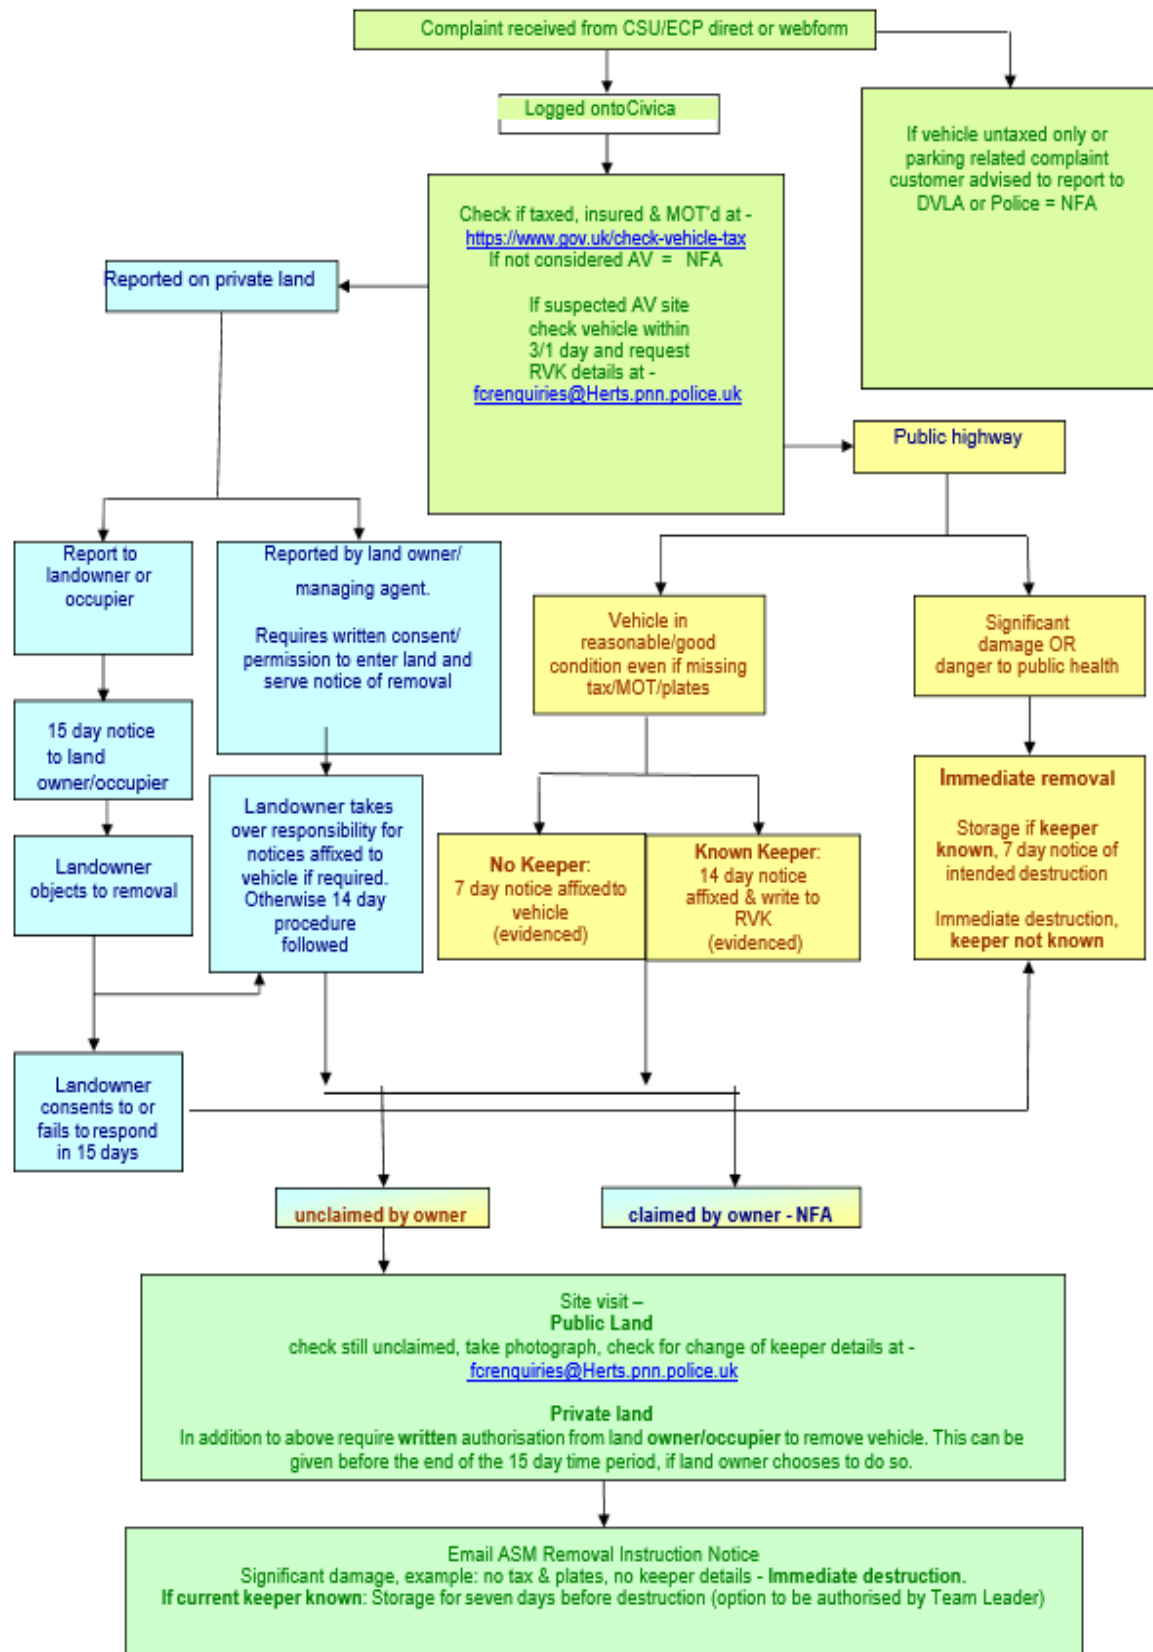 Complaint received from CSU/ECP direct or webform
Logged ontoCivica
If vehicle untaxed only or
parking related complaint
customer advised to report to
DVLA or Police = NFA
Check if taxed, insured & MOT'd at -
https://www.gov.uk/check-vehicle-tax
If not considered AV = NFA
If suspected AV site
check vehicle within
3/1 day and request
RVK details at -
fcrenquiries@Herts.pnn.police.uk
Reported on private land
Public highway
Report to
landowner or
occupier
Reported by land owner/
managing agent.
Requires written consent/
permission to enter land and
serve notice of removal
Vehicle in
reasonable/good
condition even if missing
tax/MOT/plates
Significant
damage OR
danger to public health
15 day notice
to land
owner/occupier
Landowner takes
over responsibility for
notices affixed to
vehicle if required.
Otherwise 14 day
procedure
followed
Immediate removal
Storage if keeper
known, 7 day notice of
intended destruction
Immediate destruction,
keeper not known
Landowner
objects to removal
No Keeper:
7 day notice affixedto
vehicle
(evidenced)
Known Keeper:
14 day notice
affixed & write to
RVK
(evidenced)
Landowner
consents to or
fails to respond
in 15 days
unclaimed by owner
claimed by owner - NFA
Site visit –
Public Land
check still unclaimed, take photograph, check for change of keeper details at -
fcrenquiries@Herts.pnn.police.uk
Private land
In addition to above require written authorisation from land owner/occupier to remove vehicle. This can be
given before the end of the 15 day time period, if land owner chooses to do so.
Email ASM Removal Instruction Notice
Significant damage, example: no tax & plates, no keeper details - Immediate destruction.
If current keeper known: Storage for seven days before destruction (option to be authorised by Team Leader)